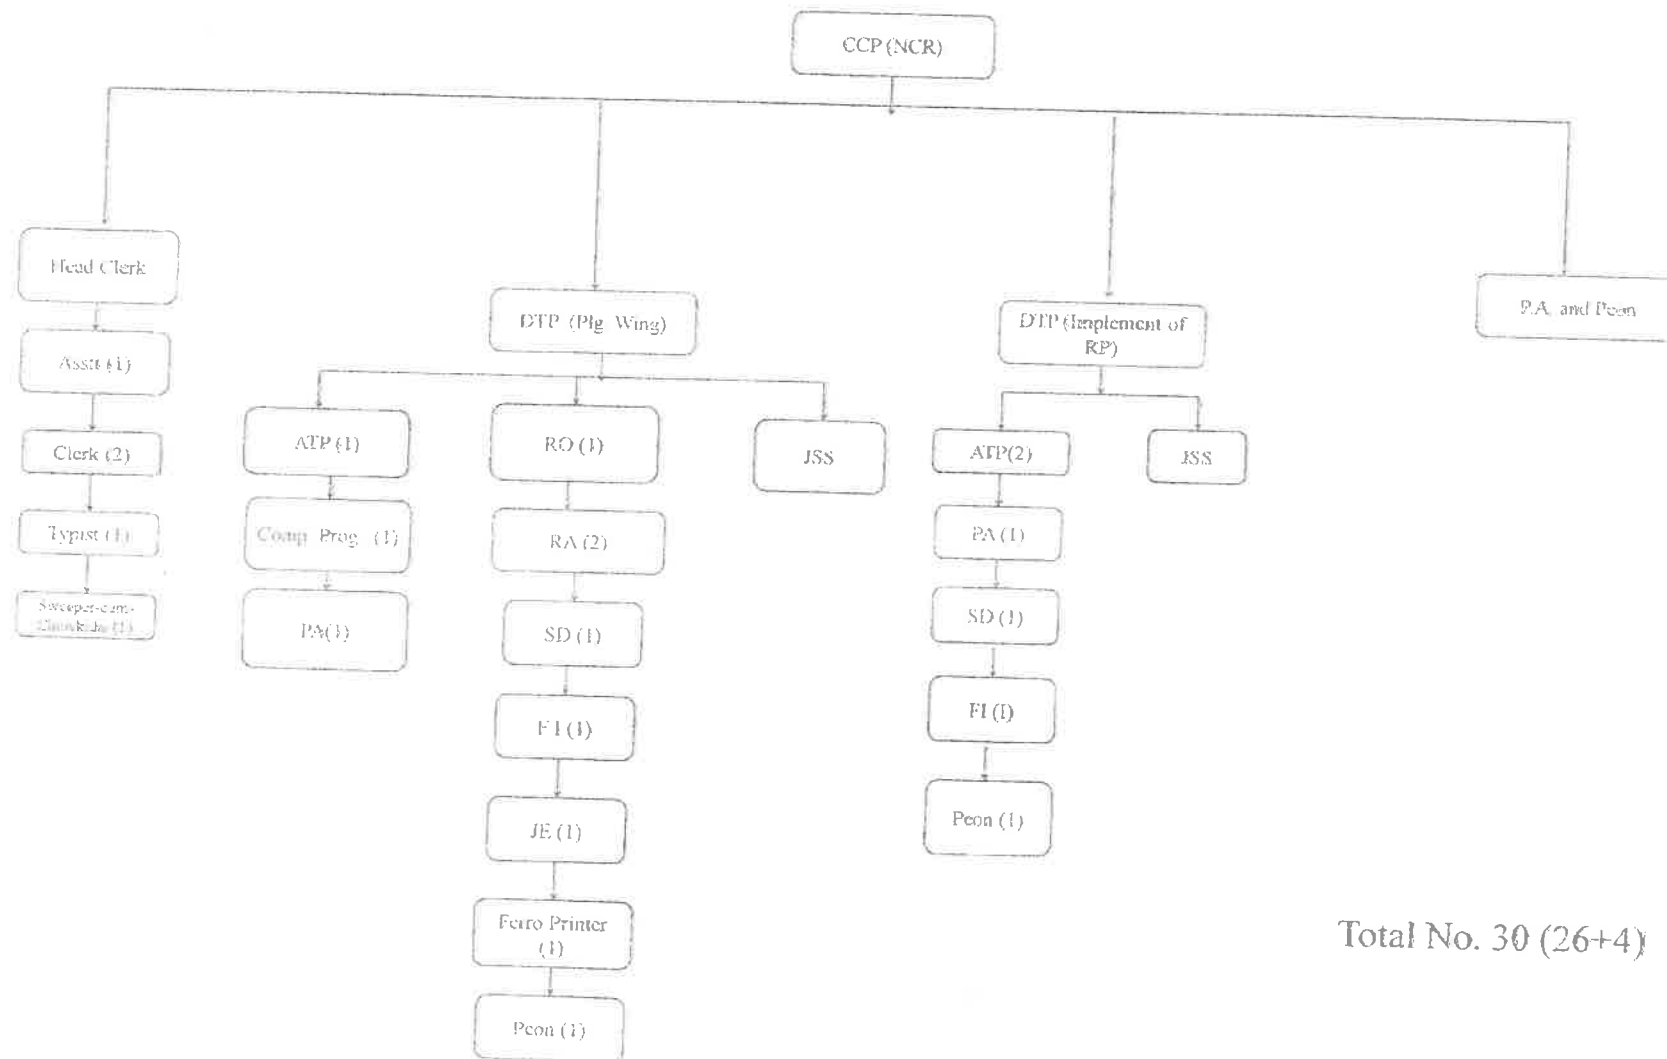 CCP (NCR)
Head Clerk
Asstt (1)
Clerk (2)
Typist (1)
Sweeper-cum-
(1)
DTP (Plg. Wing)
ATP (1)
Comp. Prog. (1)
PA(1)
RO (1)
RA (2)
SD (1)
F I (1)
JE (1)
Ferro Printer
(1)
Peon (1)
JSS
DTP (Implement of
RP)
ATP(2)
PA (1)
SD (1)
FI (1)
Peon (1)
JSS
P.A. and Peon
Total No. 30 (26+4)